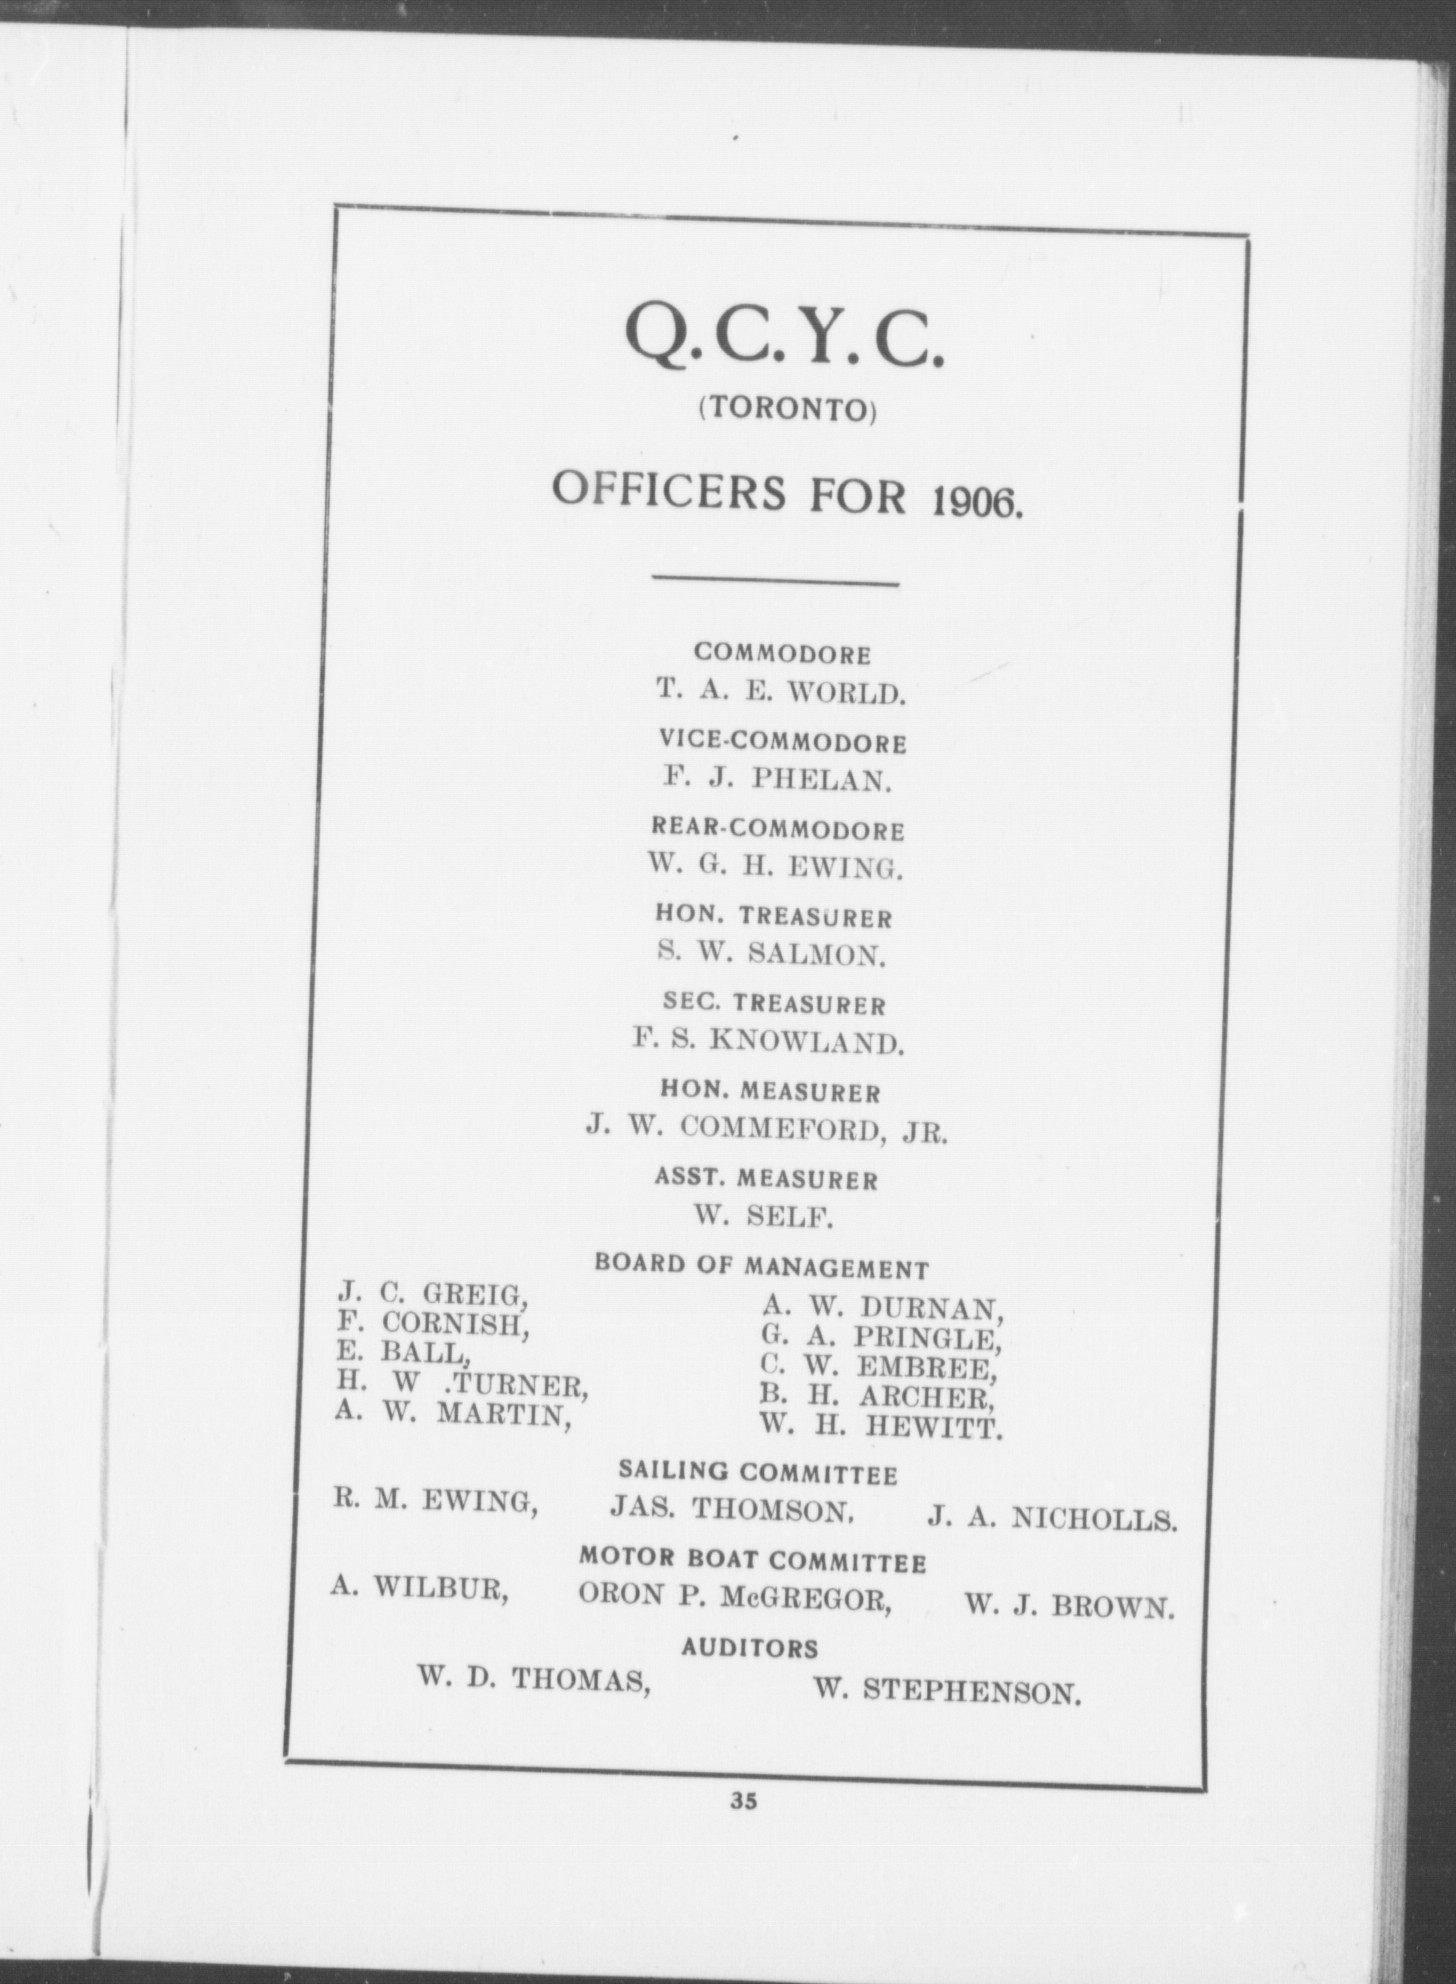 Q. C. Y. C.
(TORONTO)
OFFICERS FOR 1906.
COMMODORE
T. A. E. WORLD.
VICE-COMMODORE
F. J. PHELAN.
REAR-COMMODORE
W. G. H. EWING.
HON. TREASURER
S. W. SALMON.
SEC. TREASURER
F. S. KNOWLAND.
HON. MEASURER
J. W. COMMEFORD, JR.
ASST. MEASURER
W. SELF.
BOARD OF MANAGEMENT
J. C. GREIG,
F. CORNISH,
E. BALL,
H. W .TURNER,
A. W. MARTIN,
A. W. DURNAN,
G. A. PRINGLE,
C. W. EMBREE,
B. H. ARCHER,
W. H. HEWITT.
SAILING COMMITTEE
R. M. EWING, JAS. THOMSON, J. A. NICHOLLS.
MOTOR BOAT COMMITTEE
A. WILBUR, ORON P. McGREGOR, W. J. BROWN.
AUDITORS
W. D. THOMAS, W. STEPHENSON.
35